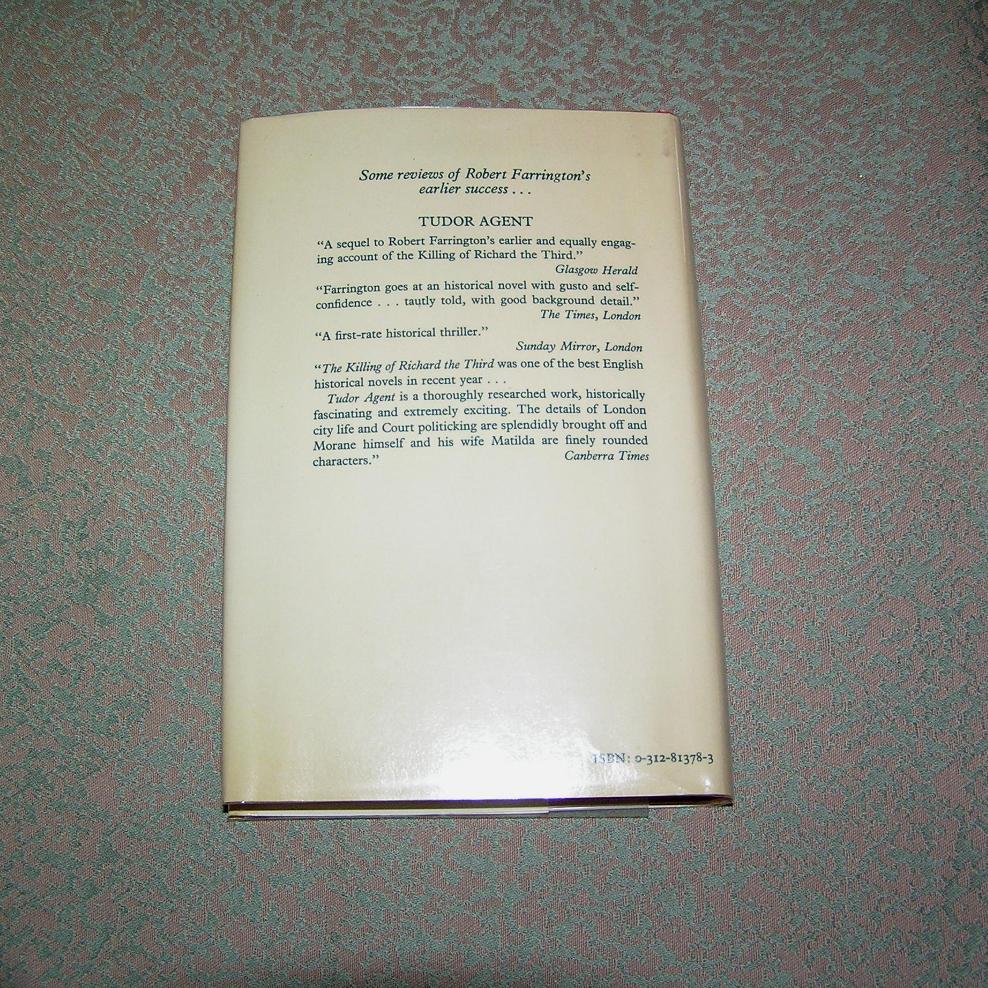 Some reviews of Robert Farrington's
earlier success . . .
TUDOR AGENT
“A sequel to Robert Farrington's earlier and equally engag-
ing account of the Killing of Richard the Third.”
Glasgow Herald
“Farrington goes at an historical novel with gusto and self-
confidence . . . tautly told, with good background detail.”
The Times, London
“A first-rate historical thriller.”
Sunday Mirror, London
“The Killing of Richard the Third was one of the best English
historical novels in recent year . . .
Tudor Agent is a thoroughly researched work, historically
fascinating and extremely exciting. The details of London
city life and Court politicking are splendidly brought off and
Morane himself and his wife Matilda are finely rounded
characters.” Canberra Times
ISBN: 0-312-81378-3